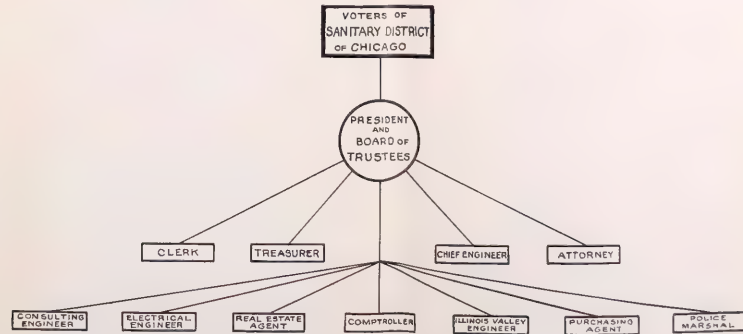 VOTERS OF
SANITARY DISTRICT
OF CHICAGO
PRESIDENT
AND
BOARD OF
TRUSTEES
CLERK
TREASURER
CHIEF ENGINEER
ATTORNEY
CONSULTING
ENGINEER
ELECTRICAL
ENGINEER
REAL ESTATE
AGENT
COMPTROLLER
ILLINOIS VALLEY
ENGINEER
PURCHASING
AGENT
POLICE
MARSHAL